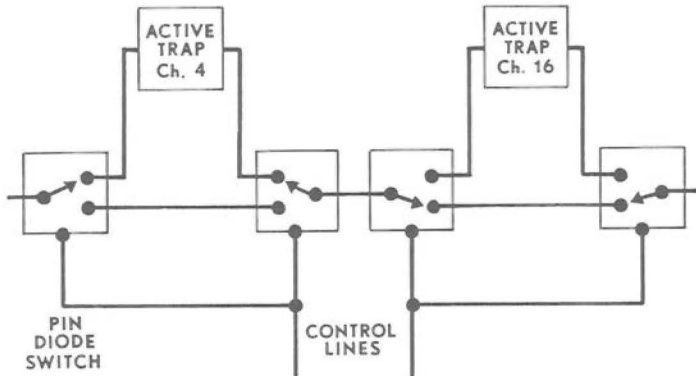 ACTIVE
TRAP
Ch. 4
ACTIVE
TRAP
Ch. 16
PIN
DIODE
SWITCH
CONTROL
LINES